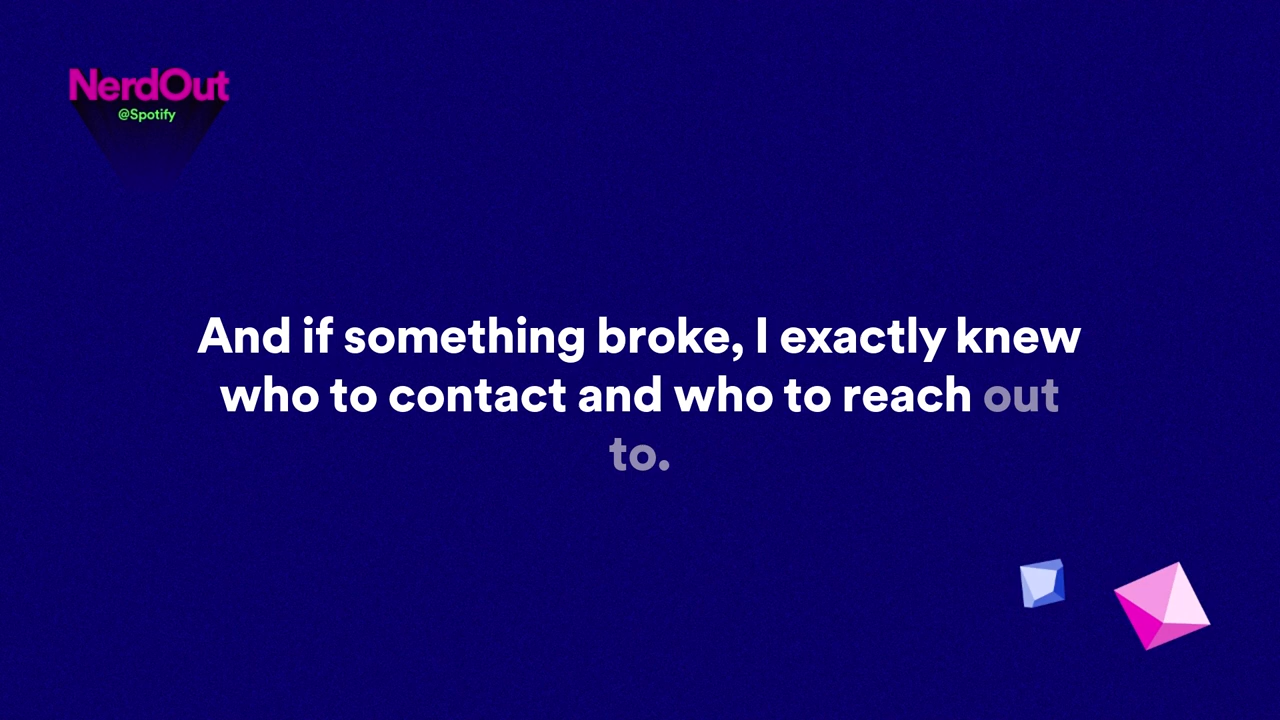 NerdOut
@Spotify
And if something broke, I exactly knew
who to contact and who to reach out
to.